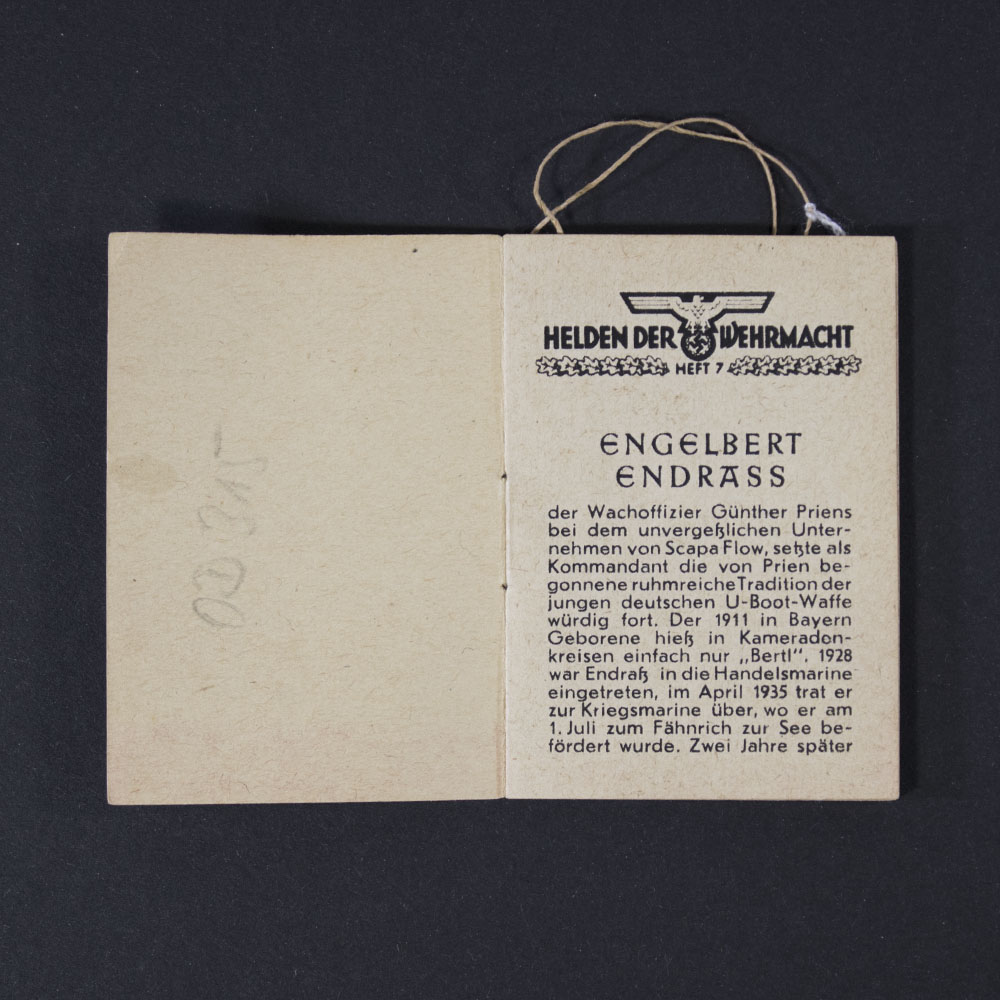 OD 315
HELDEN DER WEHRMACHT
HEFT 7
ENGELBERT
ENDRASS
der Wachoffizier Günther Priens
bei dem unvergeßlichen Unter-
nehmen von Scapa Flow, setzte als
Kommandant die von Prien be-
gonnene ruhmreiche Tradition der
jungen deutschen U-Boot-Waffe
würdig fort. Der 1911 in Bayern
Geborene hieß in Kameraden-
kreisen einfach nur „Bertl". 1928
war Endraß in die Handelsmarine
eingetreten, im April 1935 trat er
zur Kriegsmarine über, wo er am
1. Juli zum Fähnrich zur See be-
fördert wurde. Zwei Jahre später